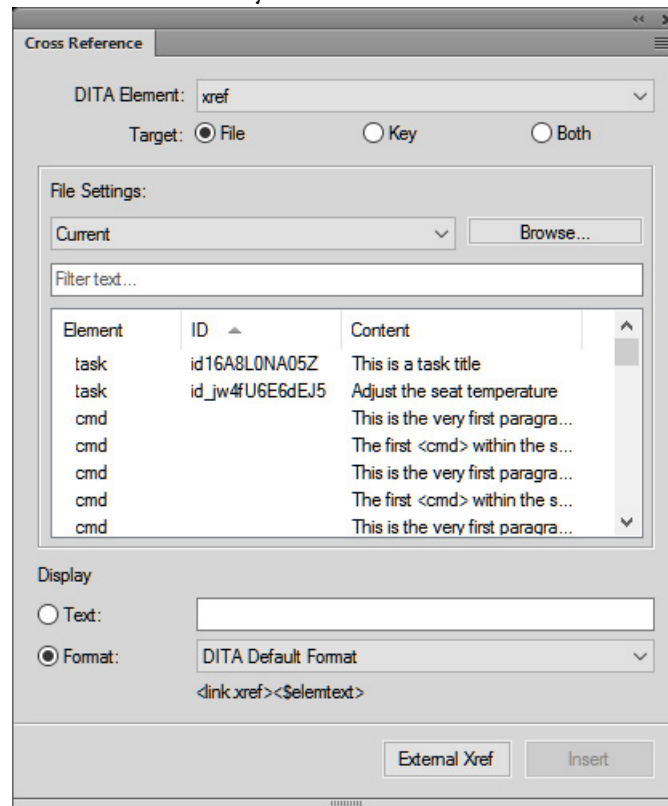 Cross Reference
DITA Element: xref
Target: File Key Both
File Settings:
Current Browse...
Filter text...
Element ID Content
task id16A8L0NA05Z This is a task title
task id_jw4fU6E6dEJ5 Adjust the seat temperature
cmd This is the very first paragra...
cmd The first <cmd> within the s...
cmd This is the very first paragra...
cmd The first <cmd> within the s...
cmd This is the very first paragra...
Display
Text:
Format: DITA Default Format
<link.xref><$elemtext>
External Xref Insert